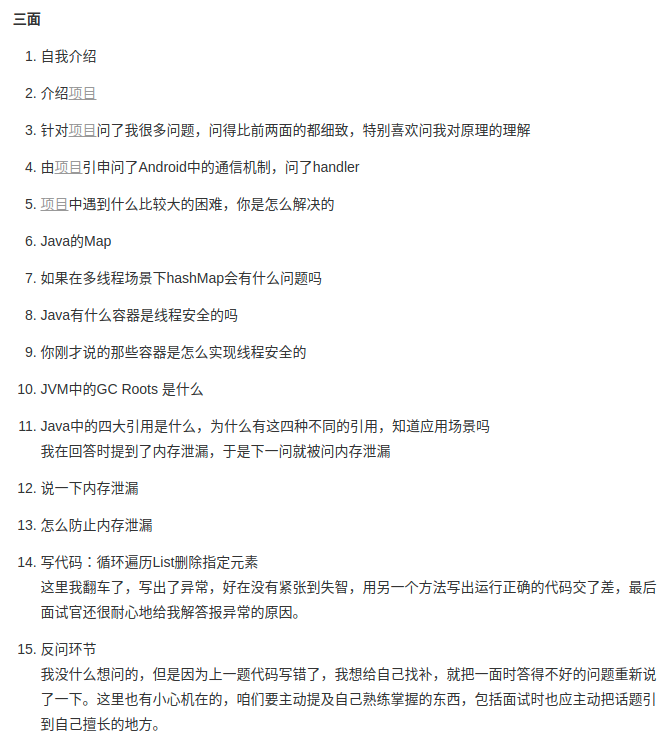 三面
1. 自我介绍
2. 介绍项目
3. 针对项目问了我很多问题，问得比前两面的都细致，特别喜欢问我对原理的理解
4. 由项目引申问了Android中的通信机制，问了handler
5. 项目中遇到什么比较大的困难，你是怎么解决的
6. Java的Map
7. 如果在多线程场景下hashMap会有什么问题吗
8. Java有什么容器是线程安全的吗
9. 你刚才说的那些容器是怎么实现线程安全的
10. JVM中的GC Roots 是什么
11. Java中的四大引用是什么，为什么有这四种不同的引用，知道应用场景吗
我在回答时提到了内存泄漏，于是下一问就被问内存泄漏
12. 说一下内存泄漏
13. 怎么防止内存泄漏
14. 写代码：循环遍历List删除指定元素
这里我翻车了，写出了异常，好在没有紧张到失智，用另一个方法写出运行正确的代码交了差，最后
面试官还很耐心地给我解答报异常的原因。
15. 反问环节
我没什么想问的，但是因为上一题代码写错了，我想给自己找补，就把一面时答得不好的问题重新说
了一下。这里也有小心机在的，咱们要主动提及自己熟练掌握的东西，包括面试时也应主动把话题引
到自己擅长的地方。